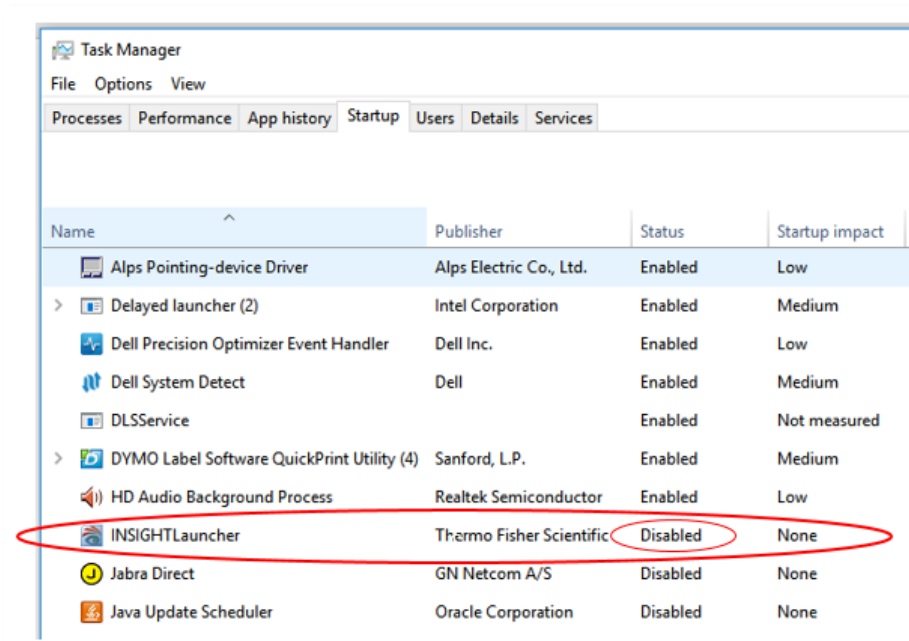 Task Manager
File Options View
Processes Performance App history Startup Users Details Services
Name Publisher Status Startup impact
Alps Pointing-device Driver Alps Electric Co., Ltd. Enabled Low
Delayed launcher (2) Intel Corporation Enabled Medium
Dell Precision Optimizer Event Handler Dell Inc. Enabled Low
Dell System Detect Dell Enabled Medium
DLSService Enabled Not measured
DYMO Label Software QuickPrint Utility (4) Sanford, L.P. Enabled Medium
HD Audio Background Process Realtek Semiconductor Enabled Low
INSIGHTLauncher Thermo Fisher Scientific Disabled None
Jabra Direct GN Netcom A/S Disabled None
Java Update Scheduler Oracle Corporation Disabled None